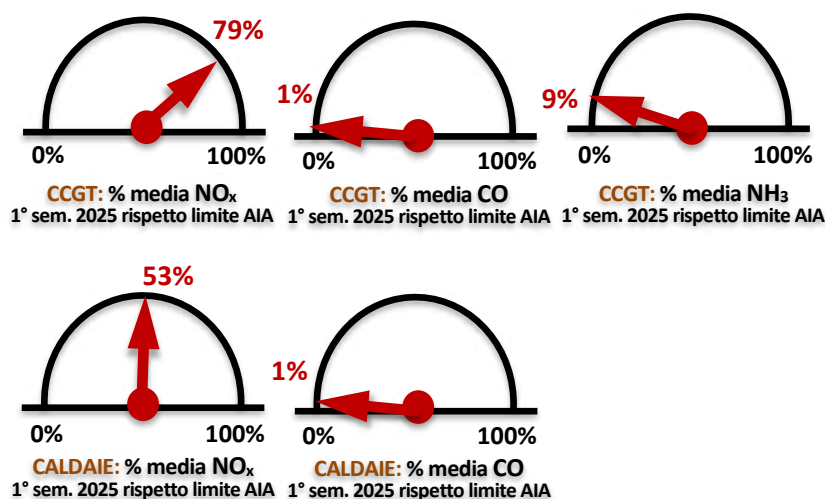 79%
0%
100%
CCGT: % media NOₓ
1° sem. 2025 rispetto limite AIA
1%
0%
100%
CCGT: % media CO
1° sem. 2025 rispetto limite AIA
9%
0%
100%
CCGT: % media NH₃
1° sem. 2025 rispetto limite AIA
53%
0%
100%
CALDAIE: % media NOₓ
1° sem. 2025 rispetto limite AIA
1%
0%
100%
CALDAIE: % media CO
1° sem. 2025 rispetto limite AIA